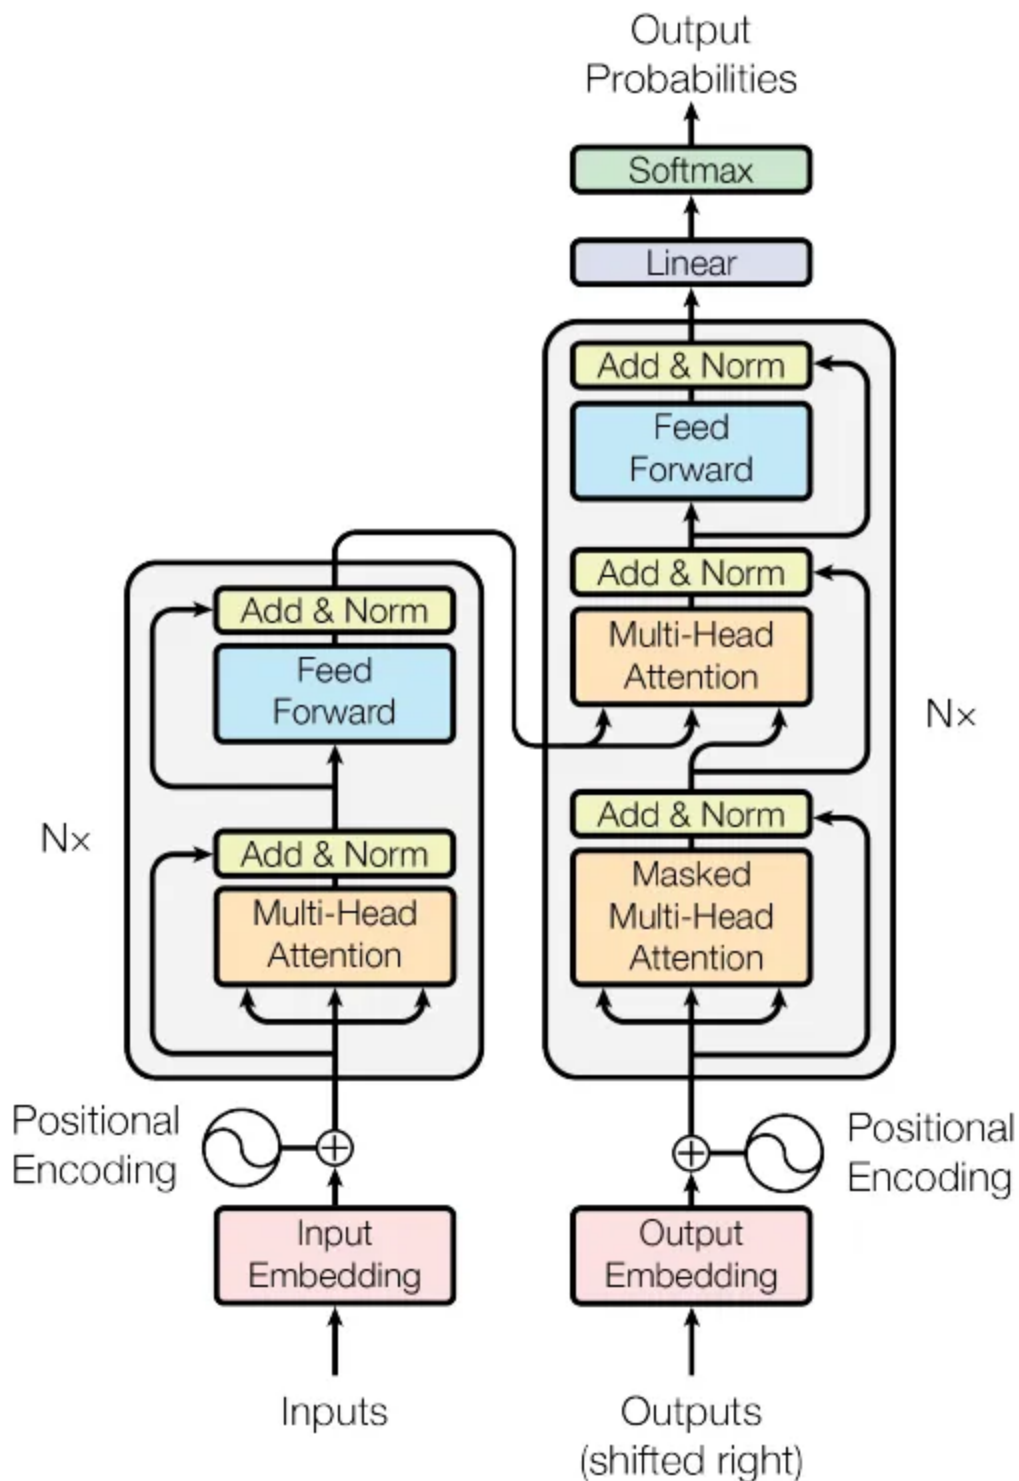 Output
Probabilities
Softmax
Linear
Add & Norm
Feed
Forward
Add & Norm
Multi-Head
Attention
Add & Norm
Masked
Multi-Head
Attention
N×
Add & Norm
Feed
Forward
Add & Norm
Multi-Head
Attention
N×
Positional
Encoding
Positional
Encoding
Input
Embedding
Output
Embedding
Inputs
Outputs
(shifted right)